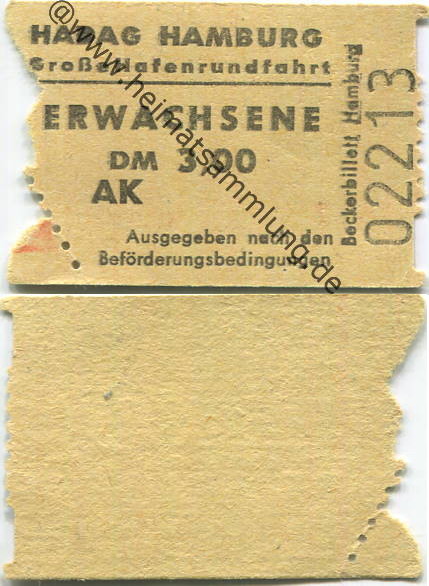 HADAG HAMBURG
Große Hafenrundfahrt
ERWACHSENE
DM 3.00
AK
Ausgegeben nach den
Beförderungsbedingungen
Beckerbillett Hamburg
02213
@www.heimatsammlung.de